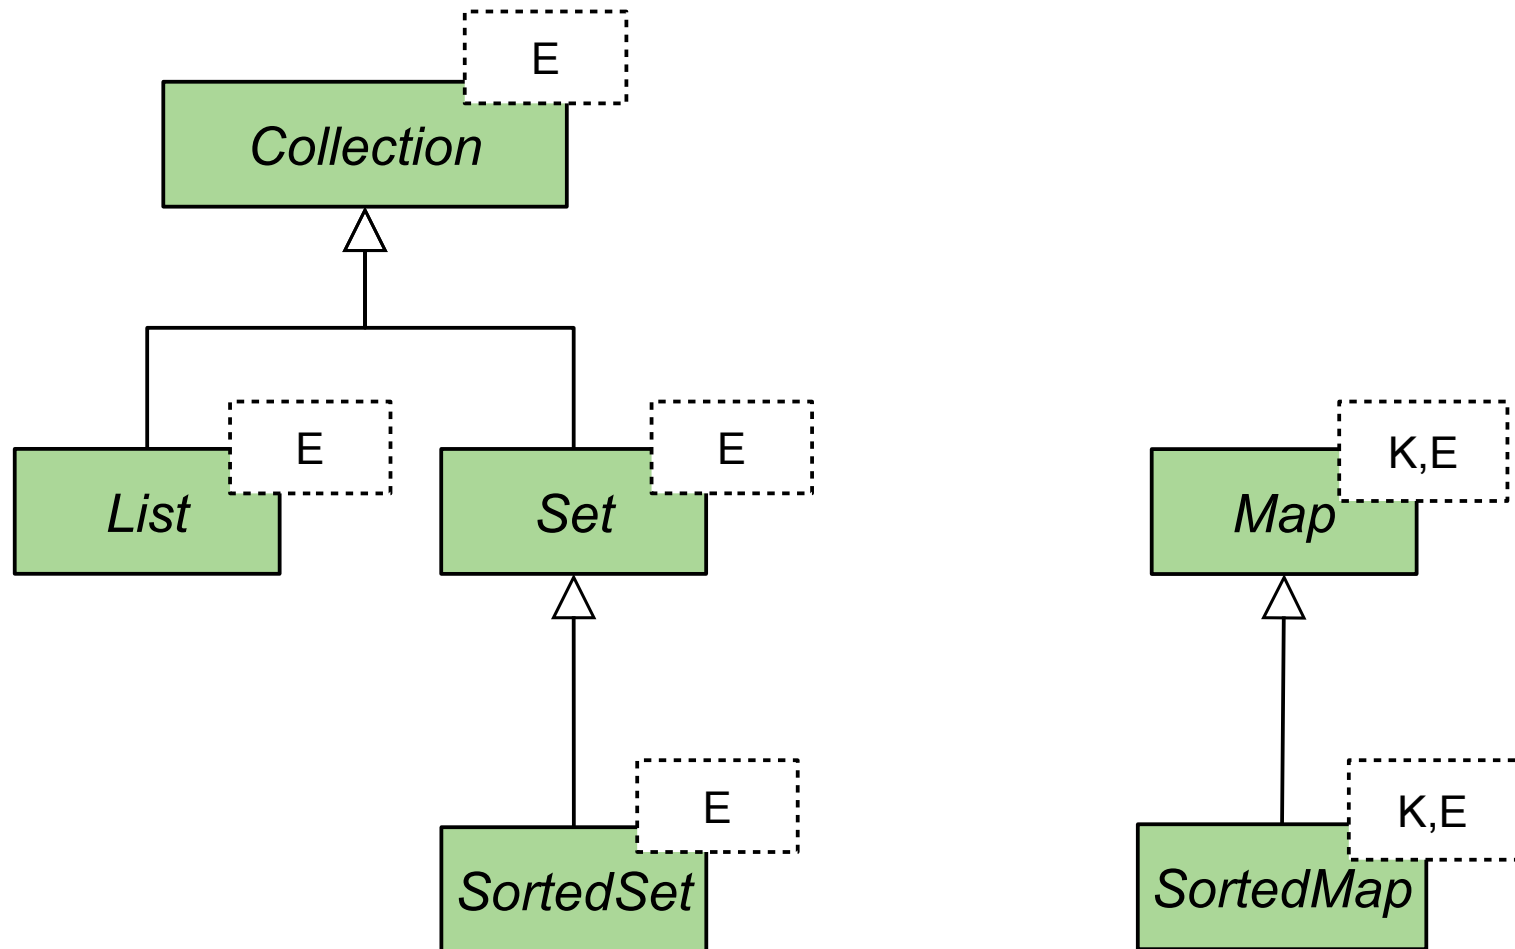 E
Collection
E
List
E
Set
K,E
Map
E
SortedSet
K,E
SortedMap